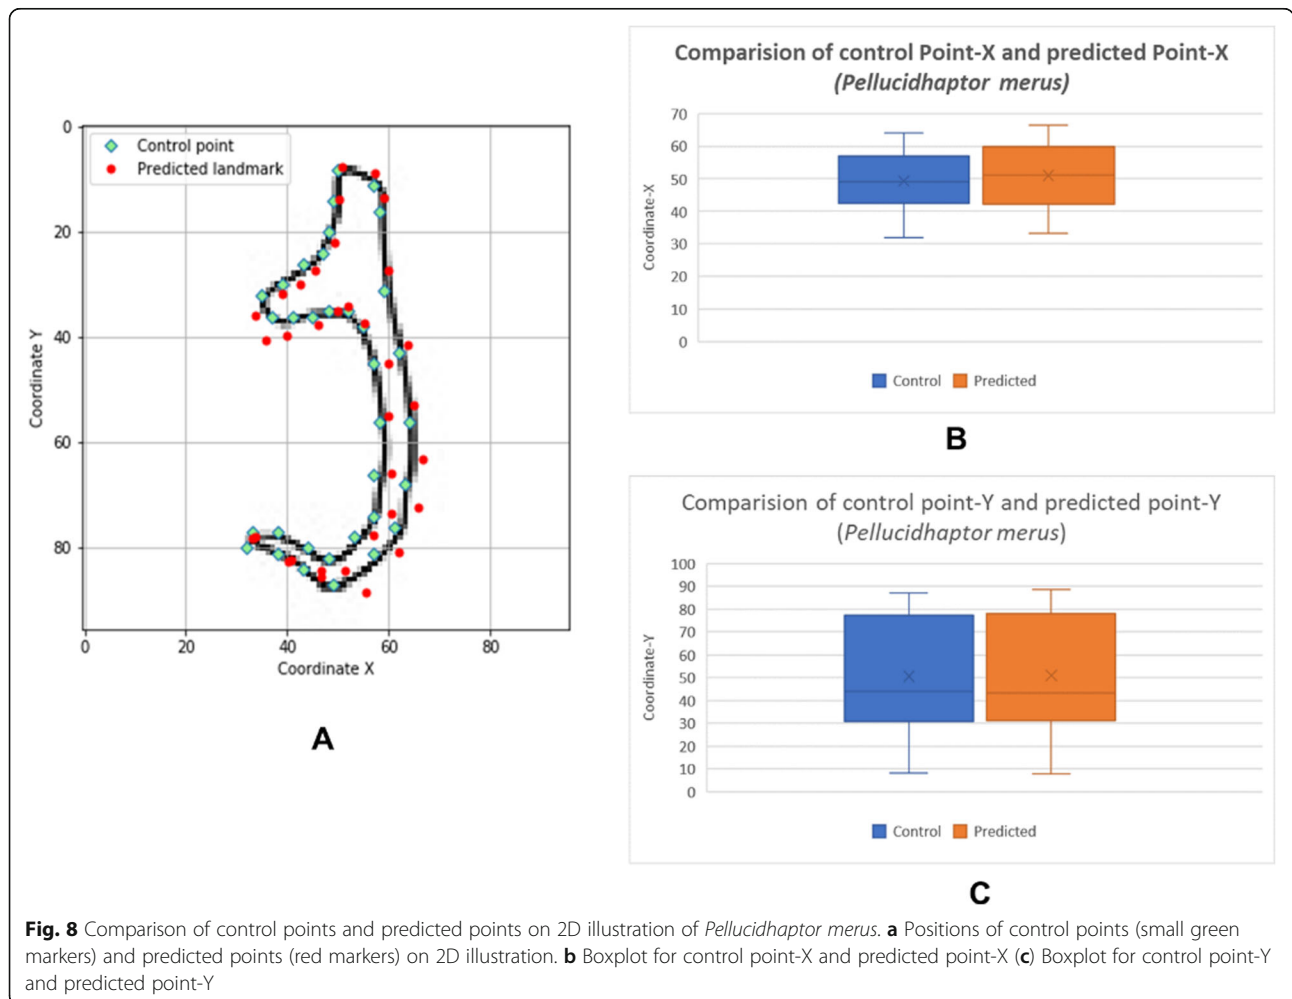 0
20
40
60
80
Coordinate Y
Control point
Predicted landmark
0
20
40
60
80
Coordinate X
A
Comparision of control Point-X and predicted Point-X
(Pellucidhaptor merus)
70
60
50
40
30
20
10
0
Coordinate-X
Control
Predicted
B
Comparision of control point-Y and predicted point-Y
(Pellucidhaptor merus)
100
90
80
70
60
50
40
30
20
10
0
Coordinate-Y
Control
Predicted
C
Fig. 8 Comparison of control points and predicted points on 2D illustration of Pellucidhaptor merus. a Positions of control points (small green
markers) and predicted points (red markers) on 2D illustration. b Boxplot for control point-X and predicted point-X (c) Boxplot for control point-Y
and predicted point-Y